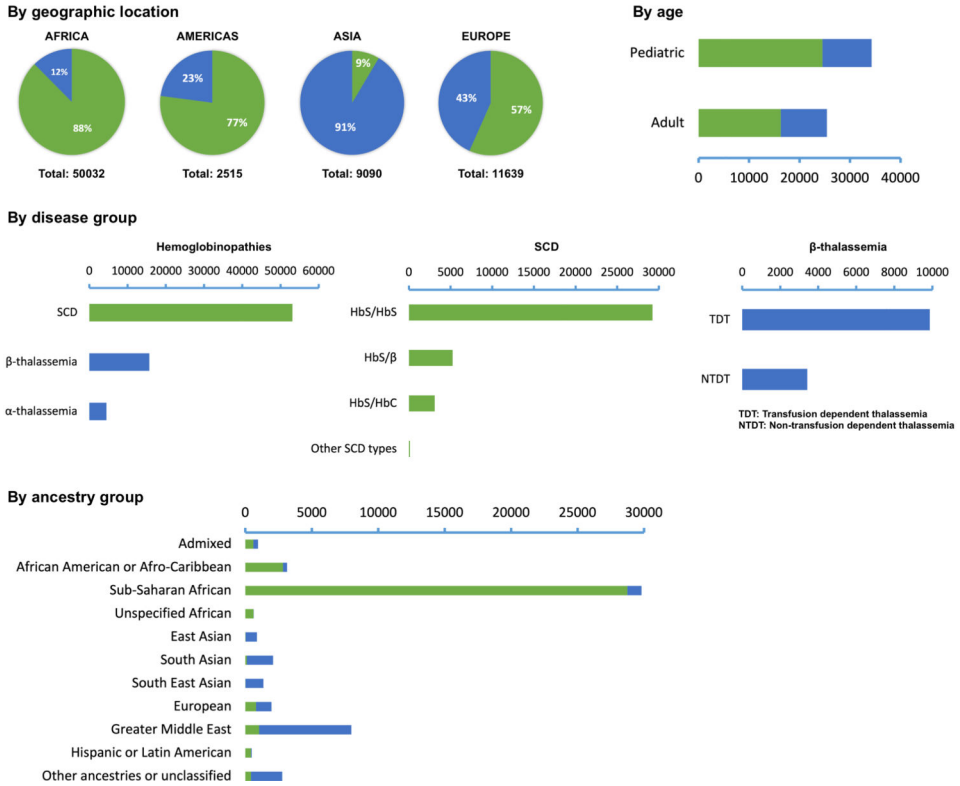 By geographic location
AFRICA
AMERICAS
ASIA
EUROPE
12%
88%
23%
77%
9%
91%
43%
57%
Total: 50032
Total: 2515
Total: 9090
Total: 11639
By age
Pediatric
Adult
0 10000 20000 30000 40000
By disease group
Hemoglobinopathies
0 10000 20000 30000 40000 50000 60000
SCD
β-thalassemia
α-thalassemia
SCD
0 5000 10000 15000 20000 25000 30000
HbS/HbS
HbS/β
HbS/HbC
Other SCD types
β-thalassemia
0 2000 4000 6000 8000 10000
TDT
NTDT
TDT: Transfusion dependent thalassemia
NTDT: Non-transfusion dependent thalassemia
By ancestry group
0 5000 10000 15000 20000 25000 30000
Admixed
African American or Afro-Caribbean
Sub-Saharan African
Unspecified African
East Asian
South Asian
South East Asian
European
Greater Middle East
Hispanic or Latin American
Other ancestries or unclassified